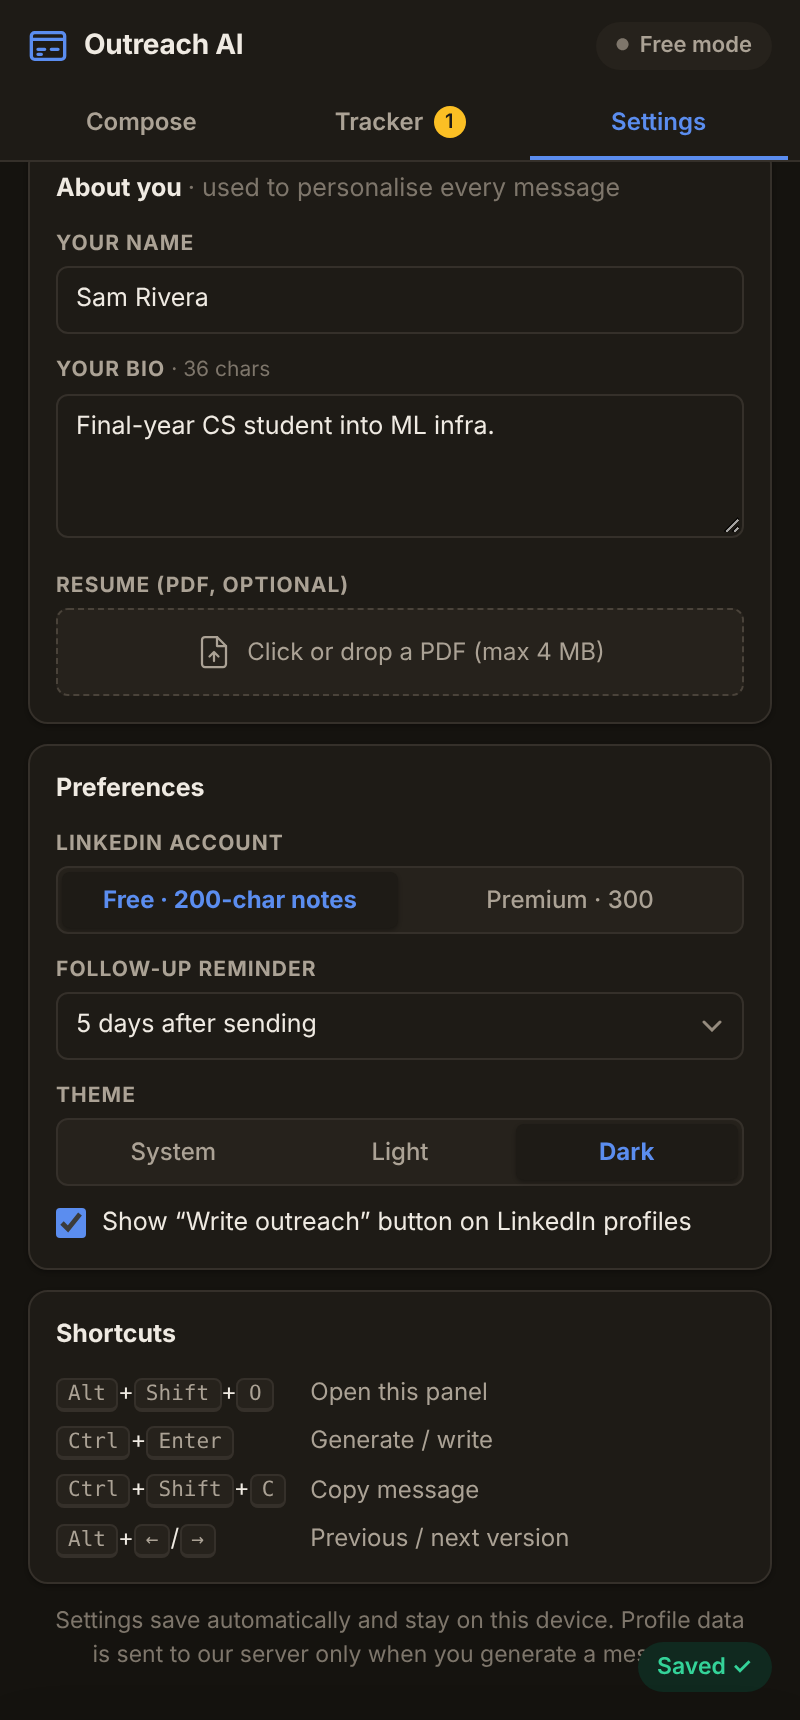 Outreach AI
Free mode
Compose
Tracker 1
Settings
About you · used to personalise every message
YOUR NAME
Sam Rivera
YOUR BIO · 36 chars
Final-year CS student into ML infra.
RESUME (PDF, OPTIONAL)
Click or drop a PDF (max 4 MB)
Preferences
LINKEDIN ACCOUNT
Free · 200-char notes
Premium · 300
FOLLOW-UP REMINDER
5 days after sending
THEME
System
Light
Dark
Show “Write outreach” button on LinkedIn profiles
Shortcuts
Alt+Shift+O Open this panel
Ctrl+Enter Generate / write
Ctrl+Shift+C Copy message
Alt+←/→ Previous / next version
Settings save automatically and stay on this device. Profile data
is sent to our server only when you generate a
Saved ✓